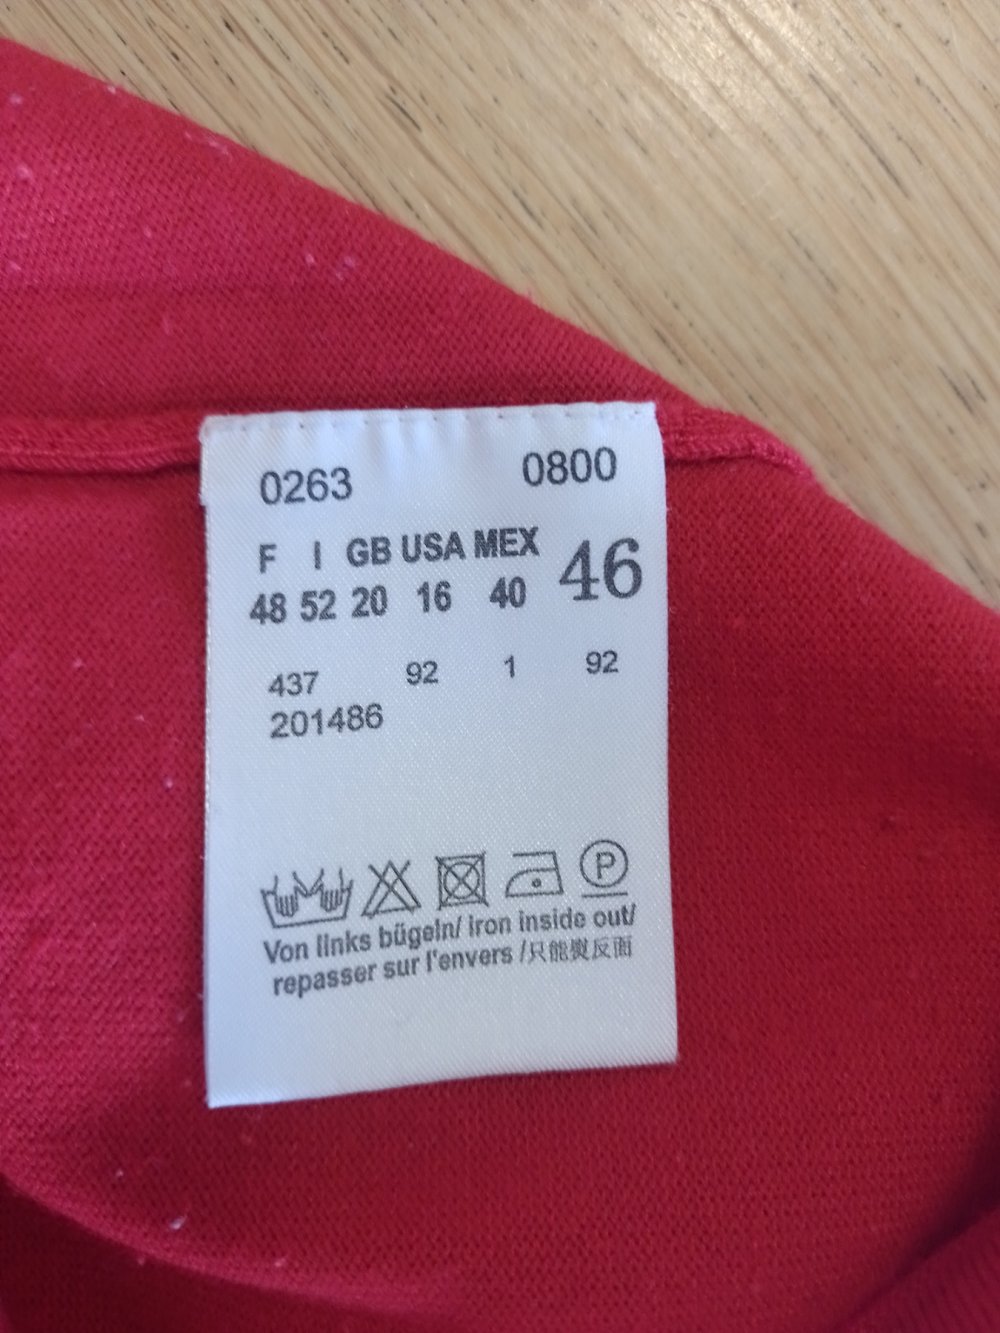 0263 0800
F I GB USA MEX 46
48 52 20 16 40
437 92 1 92
201486
P
Von links bügeln/ iron inside out/
repasser sur l'envers /只能熨反面